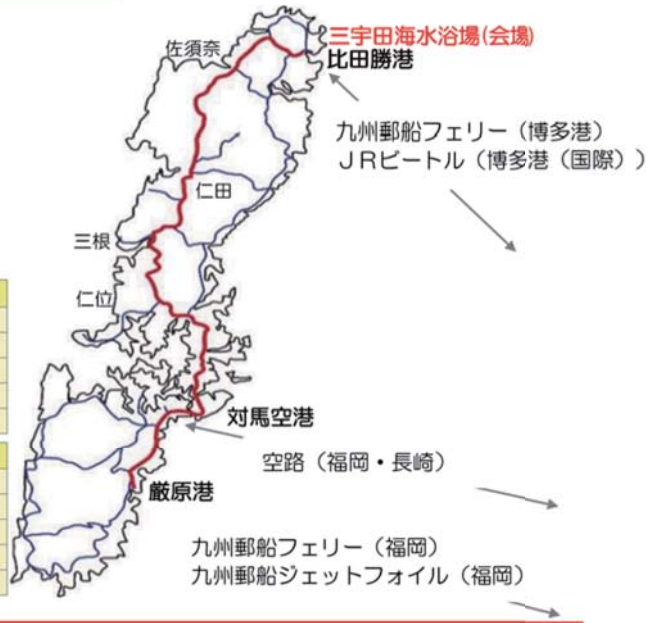 佐須奈
三宇田海水浴場(会場)
比田勝港
九州郵船フェリー（博多港）
ＪＲビートル（博多港（国際））
仁田
三根
仁位
対馬空港
空路（福岡・長崎）
厳原港
九州郵船フェリー（福岡）
九州郵船ジェットフォイル（福岡）